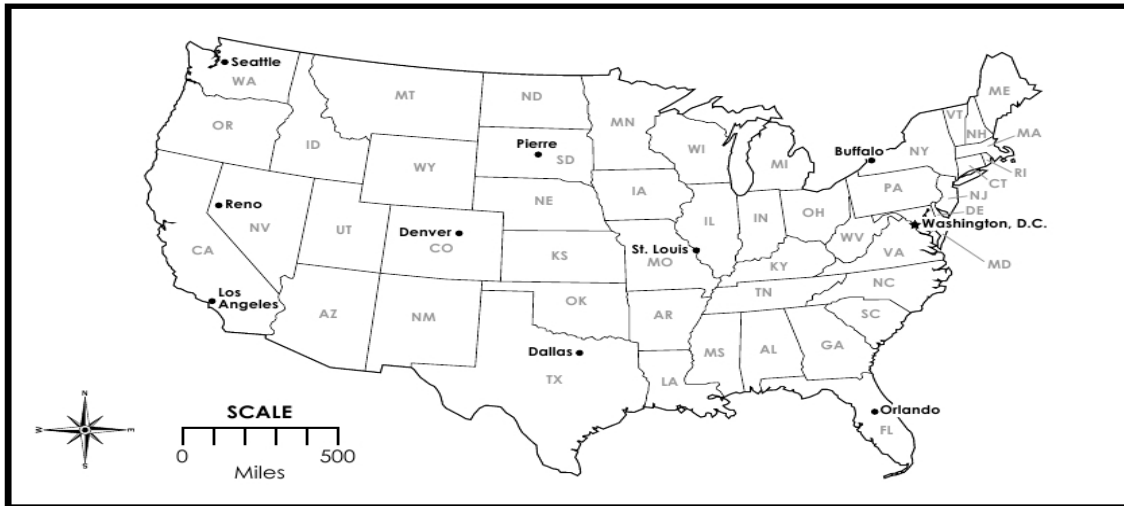 Seattle
WA
MT
ND
MN
ME
VT
NH
MA
OR
ID
Pierre
SD
WI
MI
Buffalo
NY
RI
CT
WY
IA
PA
NJ
DE
Reno
NV
NE
IL
IN
OH
Washington, D.C.
UT
Denver
CO
St. Louis
MO
WV
VA
CA
KS
KY
MD
Los
Angeles
AZ
NM
OK
AR
TN
NC
SC
Dallas
TX
MS
AL
GA
LA
Orlando
FL
N
W
E
S
SCALE
0
500
Miles